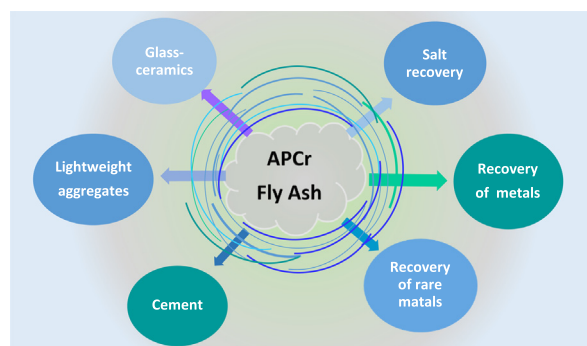 Glass-
ceramics
Salt
recovery
Lightweight
aggregates
APCr
Fly Ash
Recovery
of metals
Cement
Recovery
of rare
matals